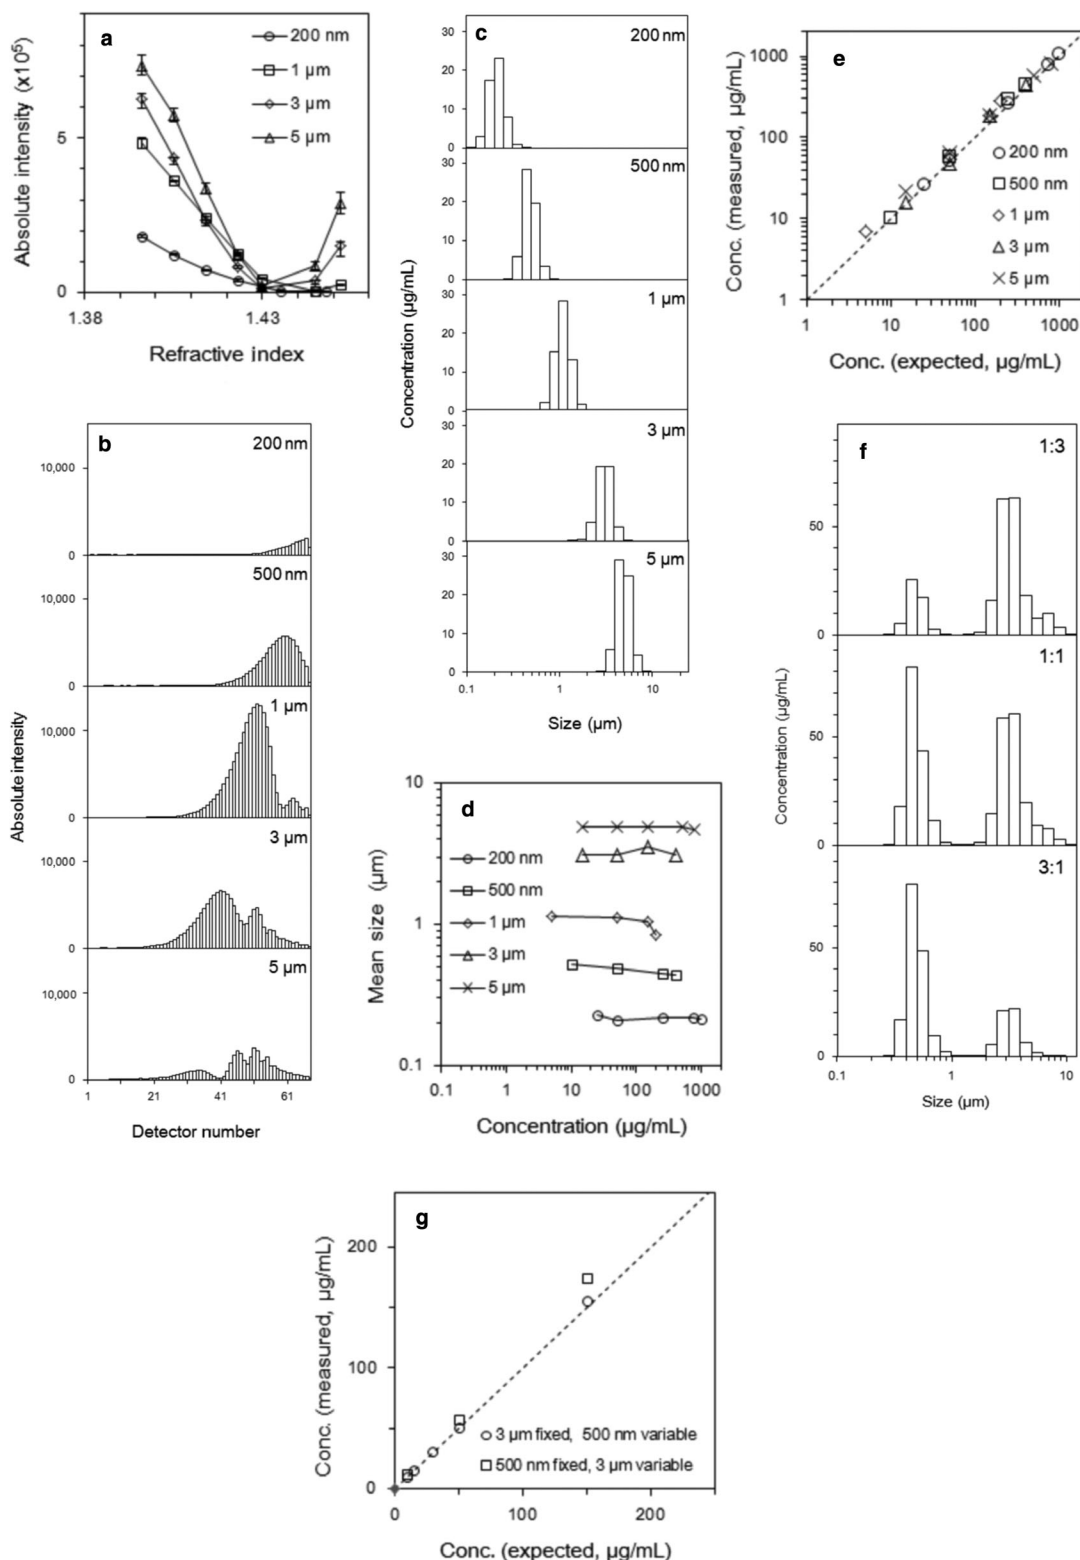 a
200 nm
1 µm
3 µm
5 µm
Absolute intensity (x10⁵)
5
0
1.38
1.43
Refractive index
b
200 nm
10,000
0
500 nm
10,000
0
1 µm
10,000
0
3 µm
10,000
0
5 µm
10,000
0
1
21
41
61
Absolute intensity
Detector number
c
200 nm
30
20
10
0
500 nm
30
20
10
0
1 µm
30
20
10
0
3 µm
30
20
10
0
5 µm
30
20
10
0
0.1
1
10
Concentration (µg/mL)
Size (µm)
d
200 nm
500 nm
1 µm
3 µm
5 µm
10
1
0.1
Mean size (µm)
0.1
1
10
100
1000
Concentration (µg/mL)
e
1000
100
10
1
200 nm
500 nm
1 µm
3 µm
5 µm
Conc. (measured, µg/mL)
1
10
100
1000
Conc. (expected, µg/mL)
f
1:3
50
0
1:1
50
0
3:1
50
0
Concentration (µg/mL)
0.1
1
10
Size (µm)
g
200
100
0
Conc. (measured, µg/mL)
3 µm fixed, 500 nm variable
500 nm fixed, 3 µm variable
0
100
200
Conc. (expected, µg/mL)